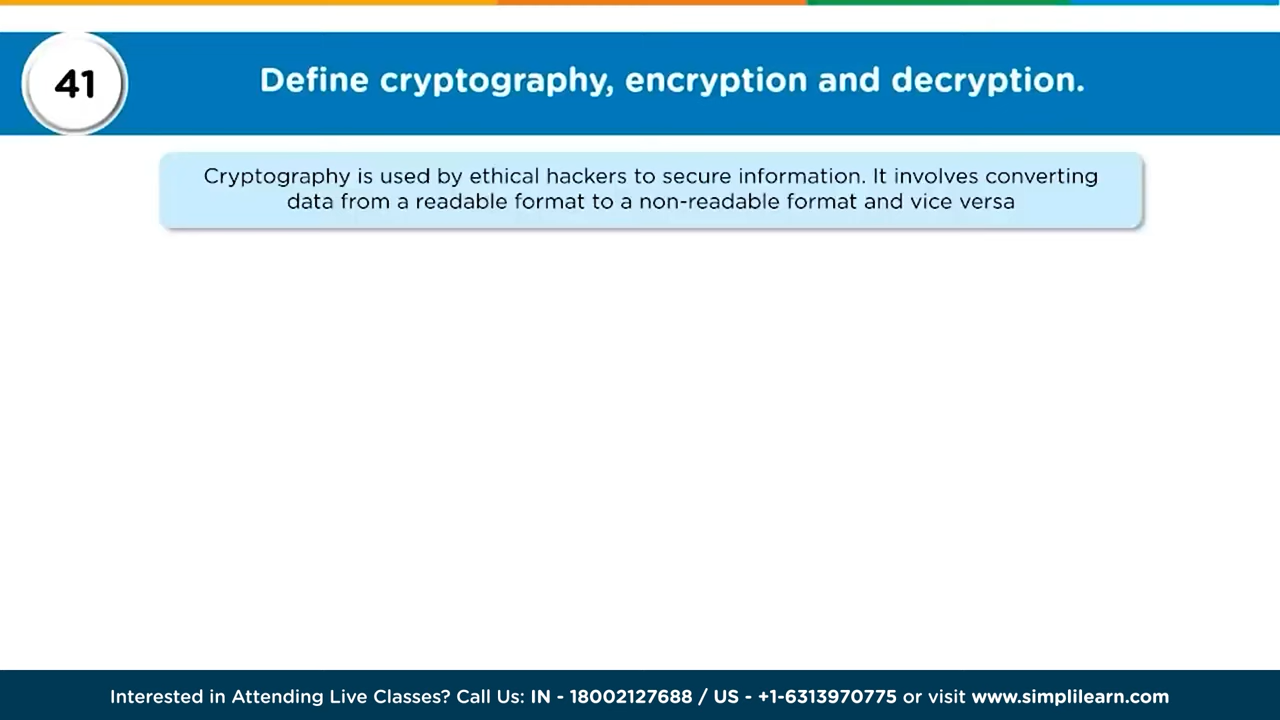 41
Define cryptography, encryption and decryption.
Cryptography is used by ethical hackers to secure information. It involves converting
data from a readable format to a non-readable format and vice versa
Interested in Attending Live Classes? Call Us: IN - 18002127688 / US - +1-6313970775 or visit www.simplilearn.com